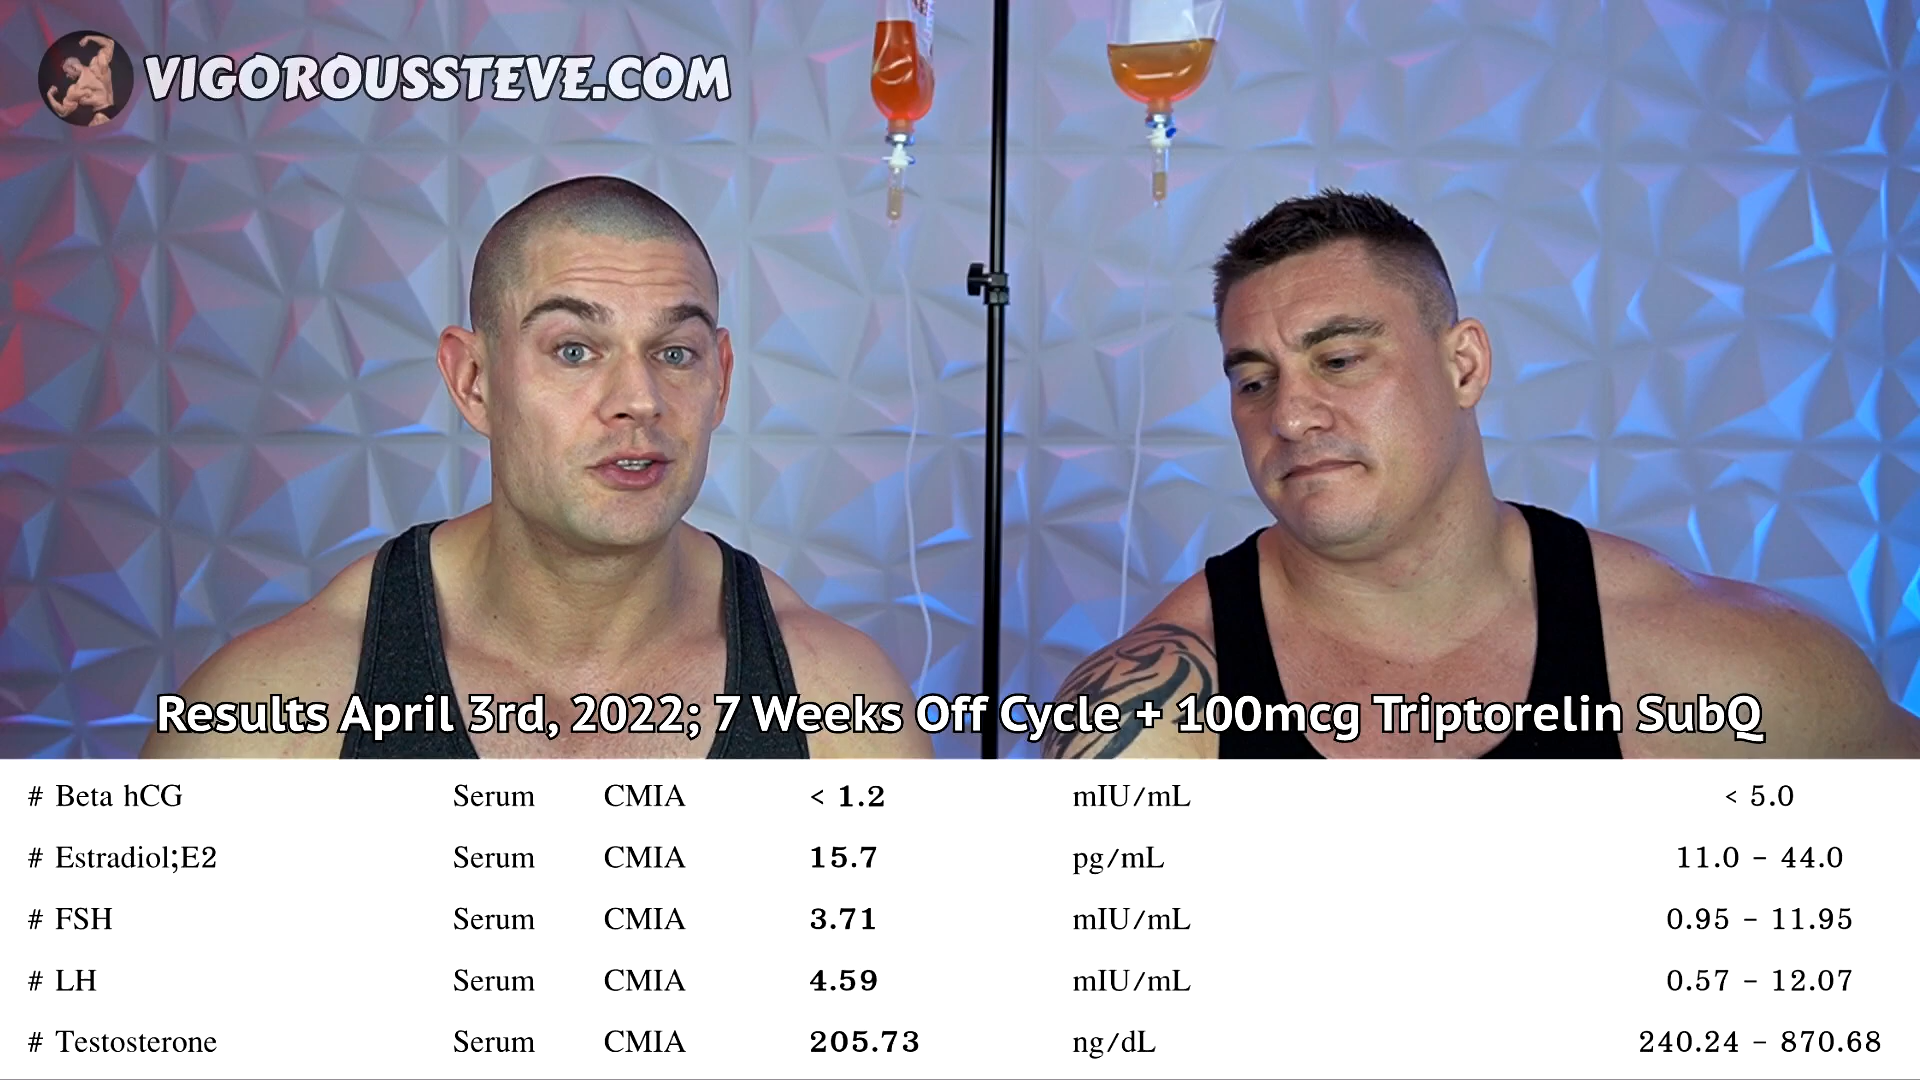 VIGOROUSSTEVE.COM
Results April 3rd, 2022; 7 Weeks Off Cycle + 100mcg Triptorelin SubQ
# Beta hCG Serum CMIA < 1.2 mIU/mL < 5.0
# Estradiol;E2 Serum CMIA 15.7 pg/mL 11.0 - 44.0
# FSH Serum CMIA 3.71 mIU/mL 0.95 - 11.95
# LH Serum CMIA 4.59 mIU/mL 0.57 - 12.07
# Testosterone Serum CMIA 205.73 ng/dL 240.24 - 870.68